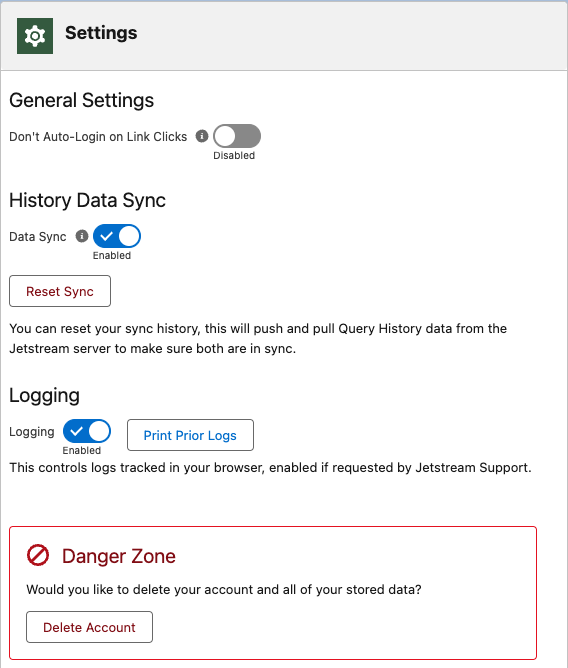 Settings
General Settings
Don't Auto-Login on Link Clicks
Disabled
History Data Sync
Data Sync
Enabled
Reset Sync
You can reset your sync history, this will push and pull Query History data from the
Jetstream server to make sure both are in sync.
Logging
Logging
Enabled
Print Prior Logs
This controls logs tracked in your browser, enabled if requested by Jetstream Support.
Danger Zone
Would you like to delete your account and all of your stored data?
Delete Account